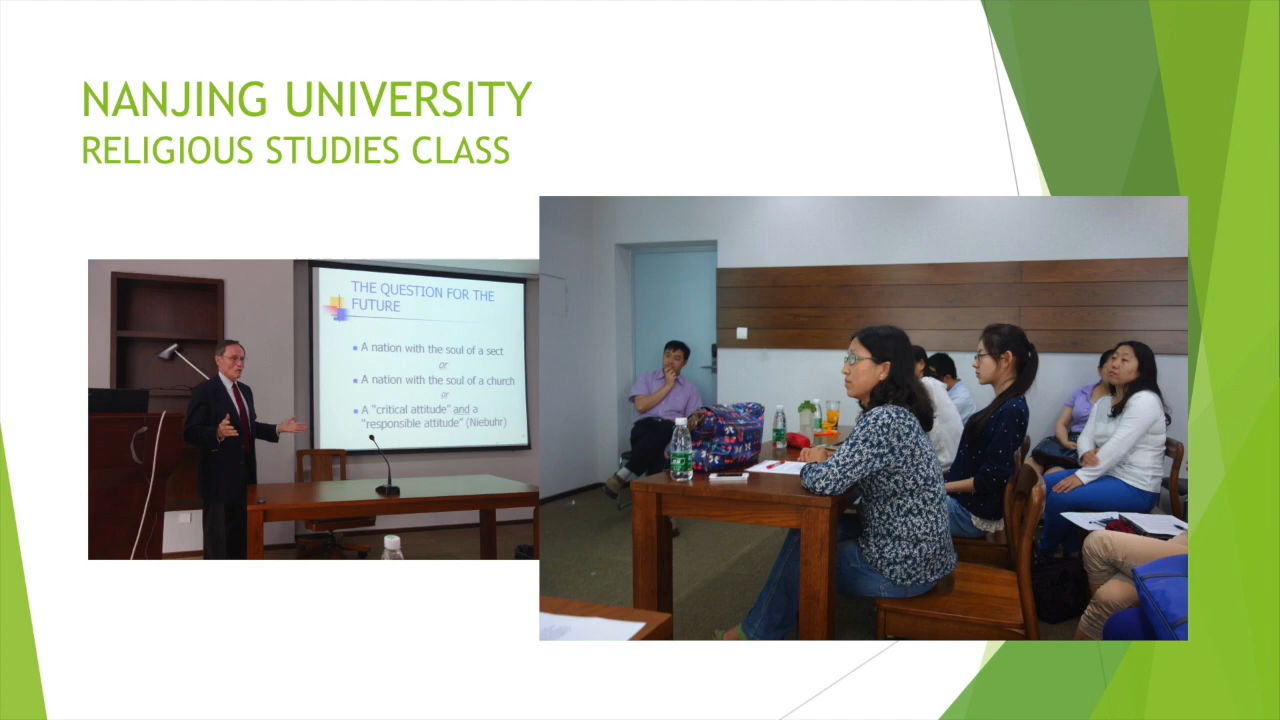 NANJING UNIVERSITY
RELIGIOUS STUDIES CLASS
THE QUESTION FOR THE
FUTURE
A nation with the soul of a sect
or
A nation with the soul of a church
or
A "critical attitude" and a
"responsible attitude" (Niebuhr)